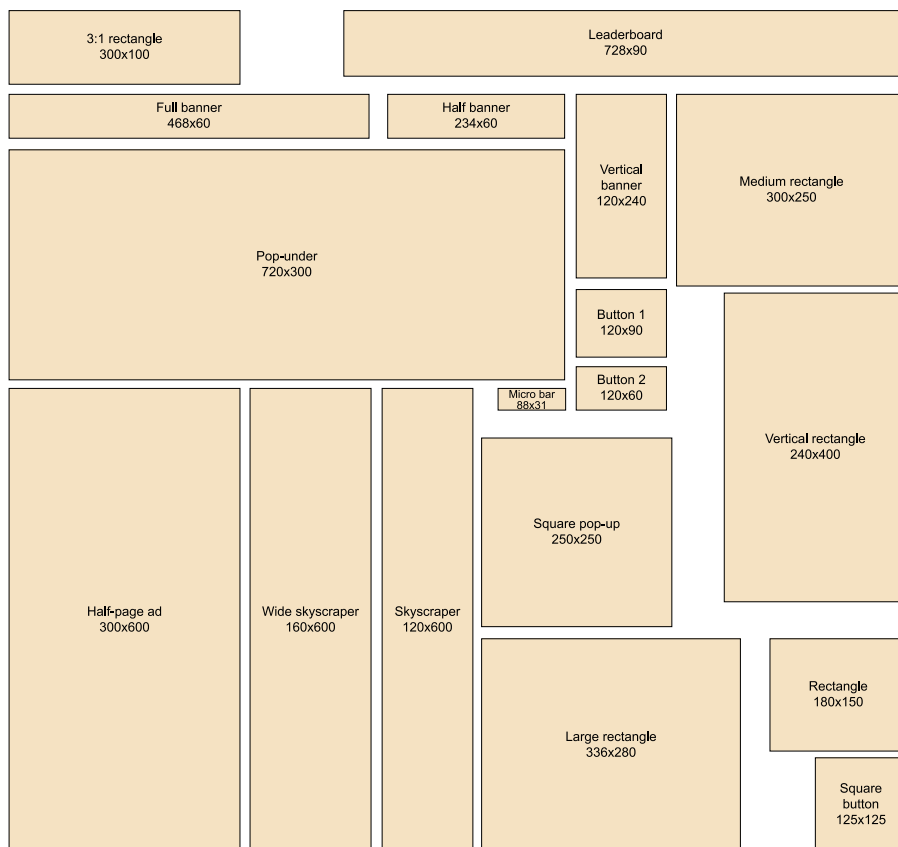 3:1 rectangle
300x100
Leaderboard
728x90
Full banner
468x60
Half banner
234x60
Vertical
banner
120x240
Medium rectangle
300x250
Pop-under
720x300
Button 1
120x90
Button 2
120x60
Micro bar
88x31
Vertical rectangle
240x400
Square pop-up
250x250
Half-page ad
300x600
Wide skyscraper
160x600
Skyscraper
120x600
Rectangle
180x150
Large rectangle
336x280
Square
button
125x125